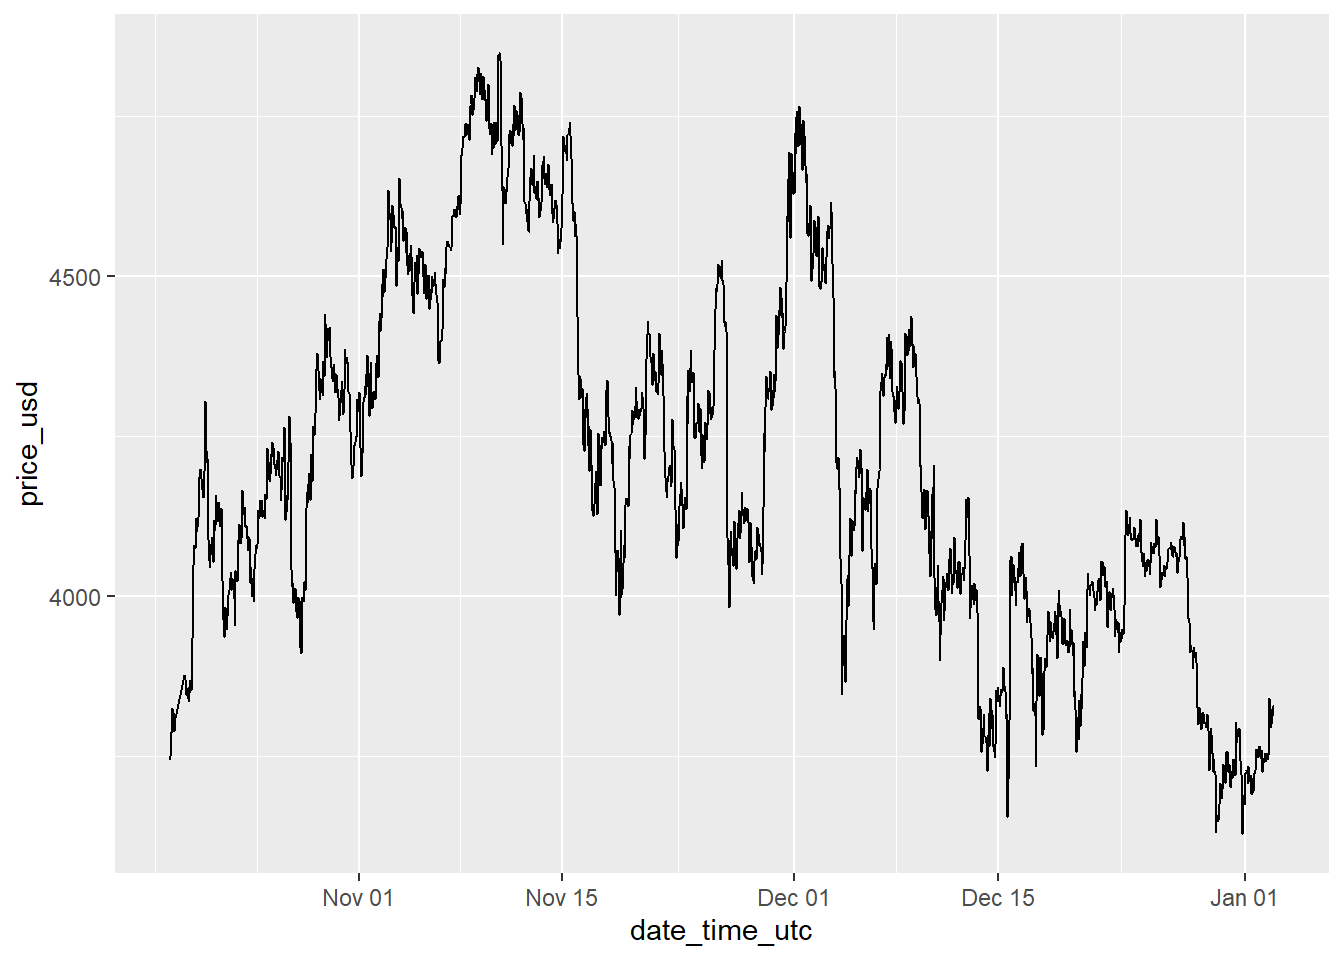 price_usd
4500
4000
Nov 01
Nov 15
Dec 01
Dec 15
Jan 01
date_time_utc